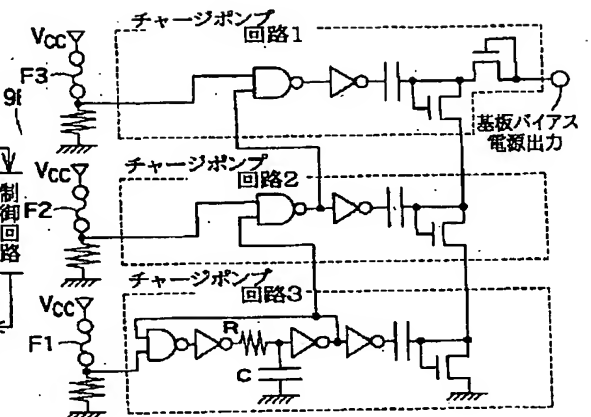 チャージポンプ
回路1
VCC
F3
9f
基板バイアス
電源出力
チャージポンプ
回路2
VCC
制御回路
F2
チャージポンプ
回路3
VCC
F1
R
C